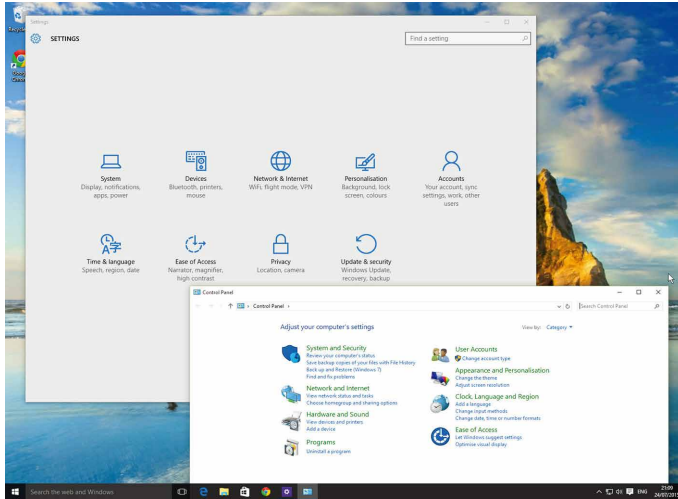 Recycle
Goog
Chro
Settings
SETTINGS
Find a setting
System
Display, notifications,
apps, power
Devices
Bluetooth, printers,
mouse
Network & Internet
WiFi, flight mode, VPN
Personalisation
Background, lock
screen, colours
Accounts
Your account, sync
settings, work, other
users
Time & language
Speech, region, date
Ease of Access
Narrator, magnifier,
high contrast
Privacy
Location, camera
Update & security
Windows Update,
recovery, backup
Control Panel
Control Panel
Search Control Panel
Adjust your computer's settings
View by: Category
System and Security
Review your computer's status
Save backup copies of your files with File History
Back up and Restore (Windows 7)
Find and fix problems
Network and Internet
View network status and tasks
Choose homegroup and sharing options
Hardware and Sound
View devices and printers
Add a device
Programs
Uninstall a program
User Accounts
Change account type
Appearance and Personalisation
Change the theme
Adjust screen resolution
Clock, Language and Region
Add a language
Change input methods
Change date, time or number formats
Ease of Access
Let Windows suggest settings
Optimise visual display
Search the web and Windows
ENG
21:09
24/07/2015